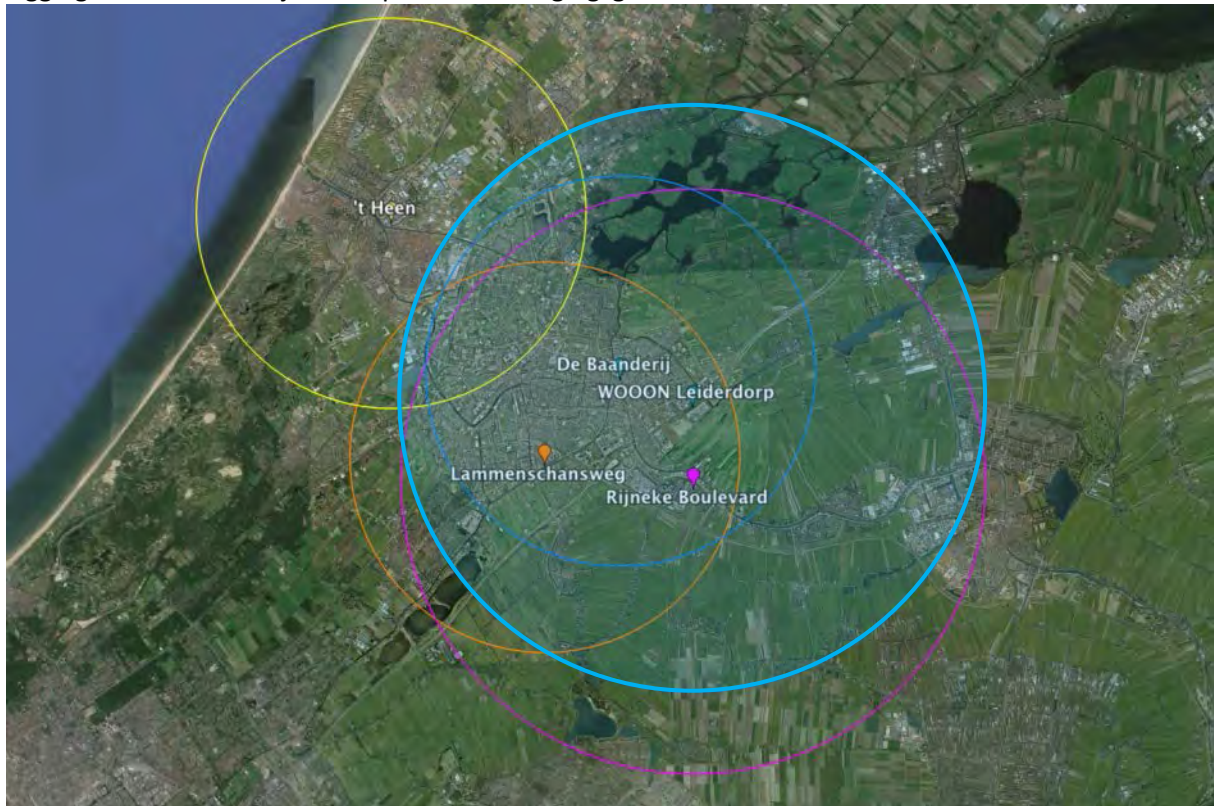 't Heen
De Baanderij
WOOON Leiderdorp
Lammenschansweg
Rijneke Boulevard